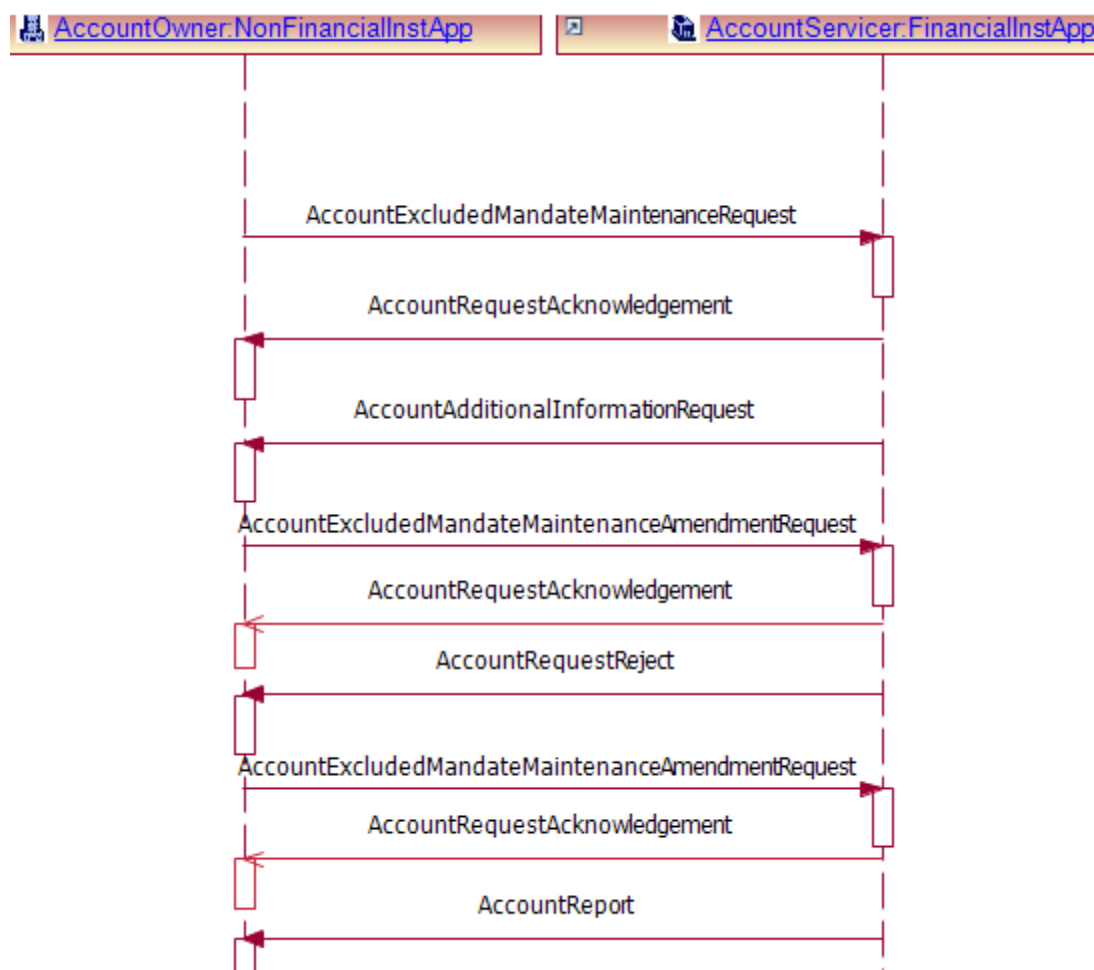 AccountOwner:NonFinancialInstApp
AccountServicer:FinancialInstApp
AccountExcludedMandateMaintenanceRequest
AccountRequestAcknowledgement
AccountAdditionalInformationRequest
AccountExcludedMandateMaintenanceAmendmentRequest
AccountRequestAcknowledgement
AccountRequestReject
AccountExcludedMandateMaintenanceAmendmentRequest
AccountRequestAcknowledgement
AccountReport